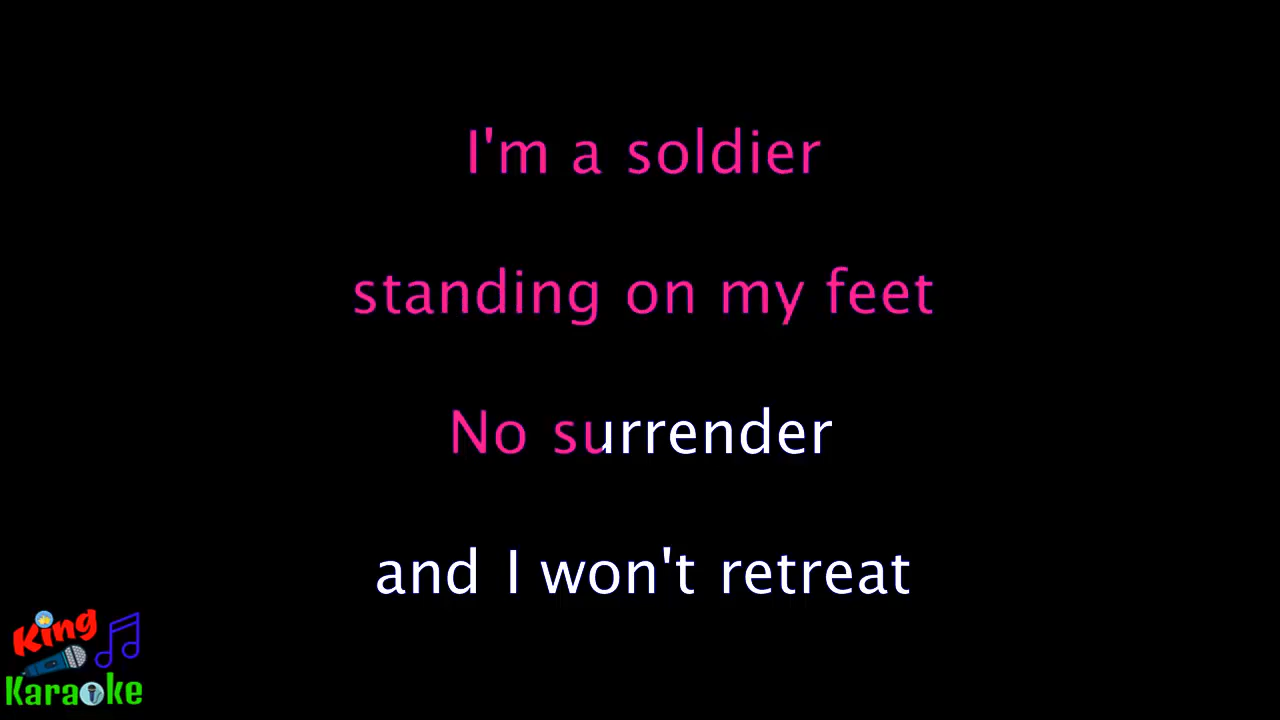 I'm a soldier
standing on my feet
No surrender
and I won't retreat
King
Karaoke